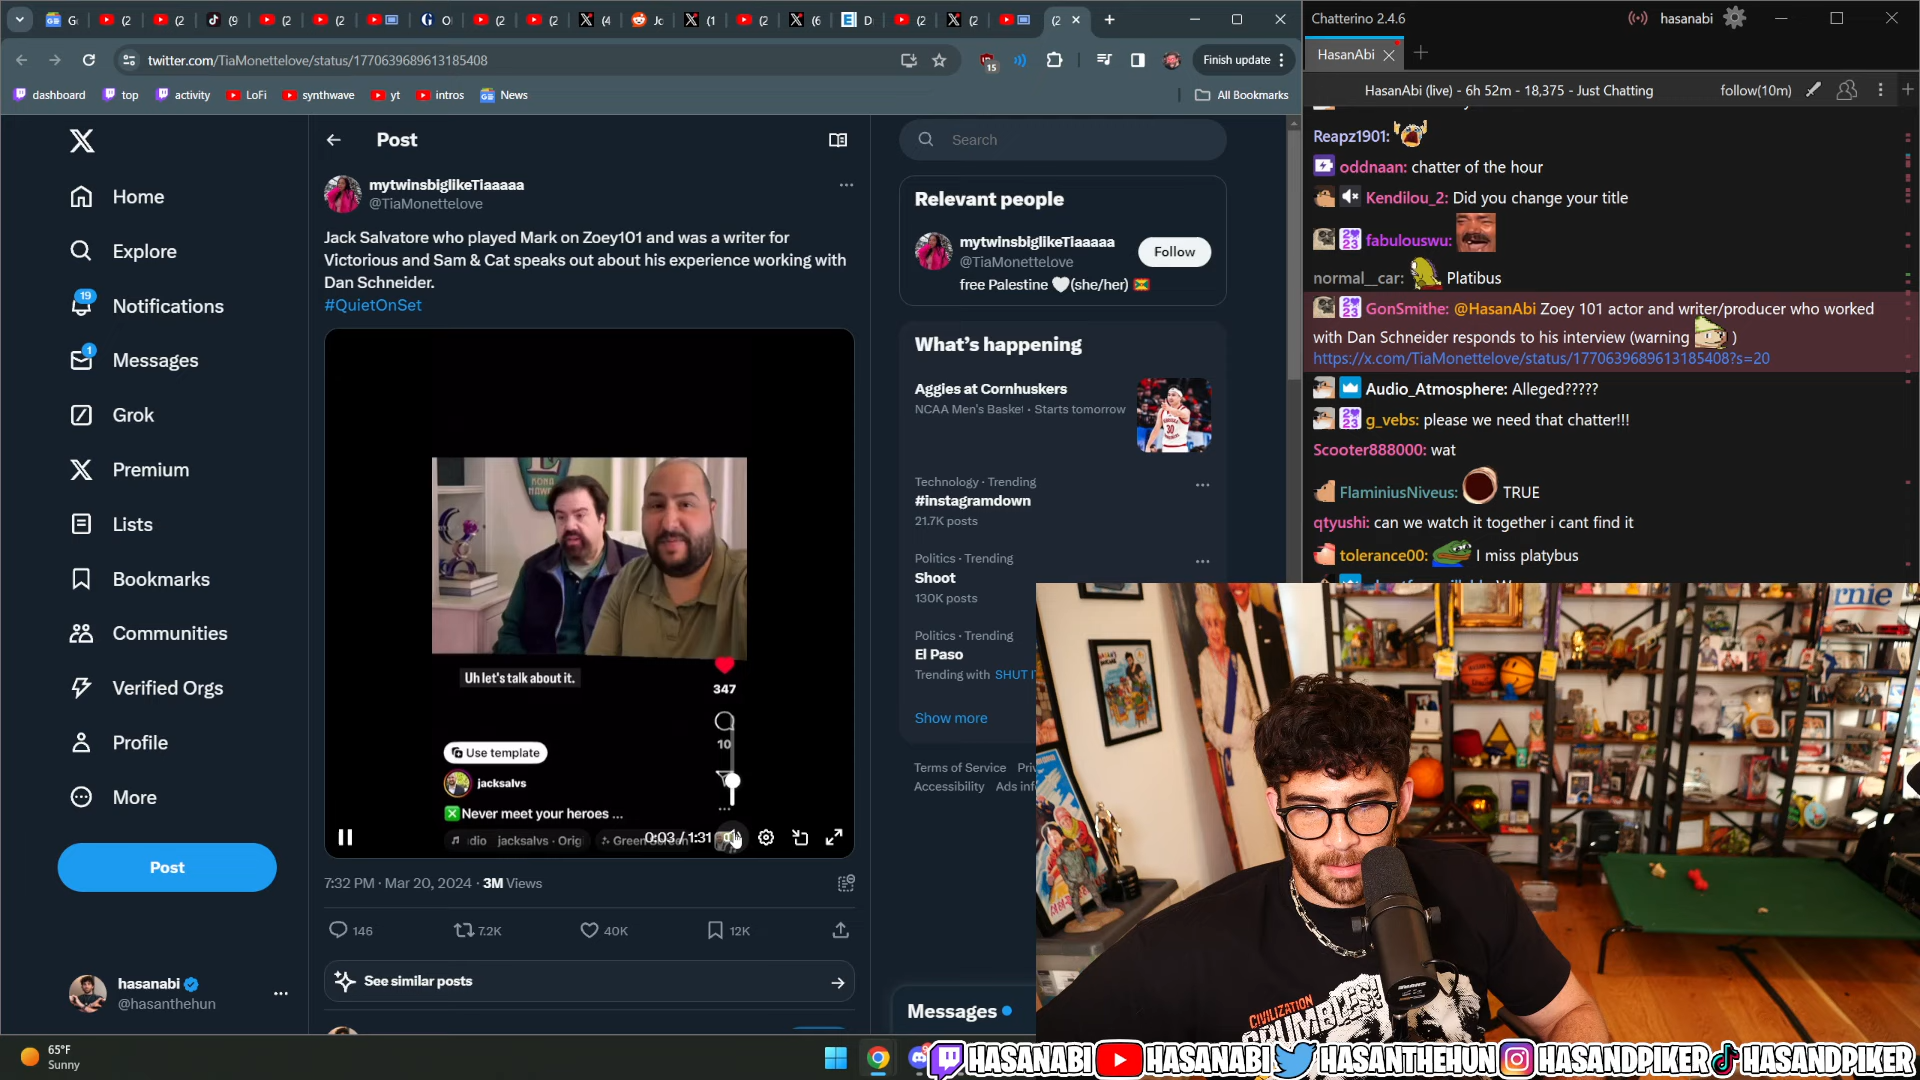 twitter.com/TiaMonettelove/status/1770639689613185408
Finish update
dashboard
top
activity
LoFi
synthwave
yt
intros
News
All Bookmarks
Home
Explore
19
Notifications
1
Messages
Grok
Premium
Lists
Bookmarks
Communities
Verified Orgs
Profile
More
Post
hasanabi
@hasanthehun
Post
mytwinsbiglikeTiaaaaa
@TiaMonettelove
Jack Salvatore who played Mark on Zoey101 and was a writer for
Victorious and Sam & Cat speaks out about his experience working with
Dan Schneider.
#QuietOnSet
Uh let's talk about it.
347
10
Use template
jacksalvs
Never meet your heroes ...
0:03 / 1:31
7:32 PM · Mar 20, 2024 · 3M Views
146
7.2K
40K
12K
See similar posts
Search
Relevant people
mytwinsbiglikeTiaaaaa
@TiaMonettelove
Follow
free Palestine 🤍(she/her) 🇬🇩
What's happening
Aggies at Cornhuskers
NCAA Men's Basket · Starts tomorrow
Technology · Trending
#instagramdown
21.7K posts
Politics · Trending
Shoot
130K posts
Politics · Trending
El Paso
Trending with SHUT
Show more
Terms of Service
Accessibility
Messages
Chatterino 2.4.6
hasanabi
HasanAbi
HasanAbi (live) - 6h 52m - 18,375 - Just Chatting
follow(10m)
Reapz1901:
oddnaan: chatter of the hour
Kendilou_2: Did you change your title
fabulouswu:
normal__car: Platibus
GonSmithe: @HasanAbi Zoey 101 actor and writer/producer who worked
with Dan Schneider responds to his interview (warning )
https://x.com/TiaMonettelove/status/1770639689613185408?s=20
Audio_Atmosphere: Alleged?????
g_vebs: please we need that chatter!!!
Scooter888000: wat
FlaminiusNiveus: TRUE
qtyushi: can we watch it together i cant find it
tolerance00: I miss platybus
rnie
CIVILIZATION
65°F
Sunny
HASANABI
HASANABI
HASANTHEHUN
HASANDPIKER
HASANDPIKER